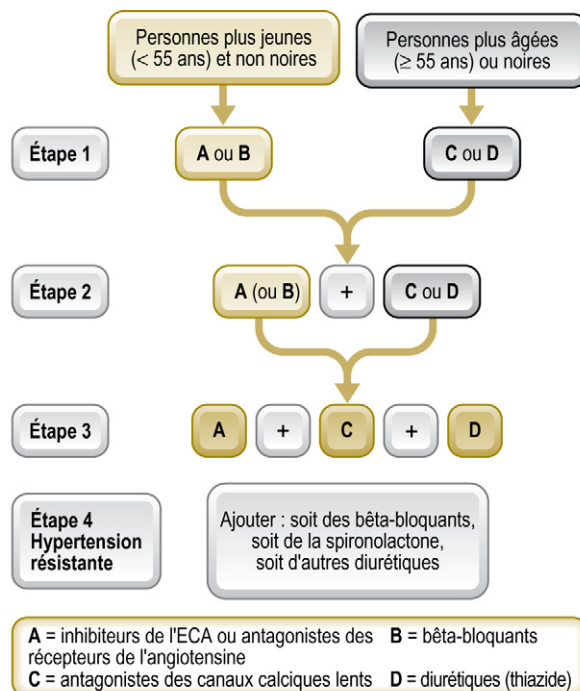 Personnes plus jeunes
(< 55 ans) et non noires
Personnes plus âgées
(≥ 55 ans) ou noires
Étape 1
A ou B
C ou D
Étape 2
A (ou B)
+
C ou D
Étape 3
A
+
C
+
D
Étape 4
Hypertension
résistante
Ajouter : soit des bêta-bloquants,
soit de la spironolactone,
soit d'autres diurétiques
A = inhibiteurs de l'ECA ou antagonistes des
récepteurs de l'angiotensine
B = bêta-bloquants
C = antagonistes des canaux calciques lents
D = diurétiques (thiazide)